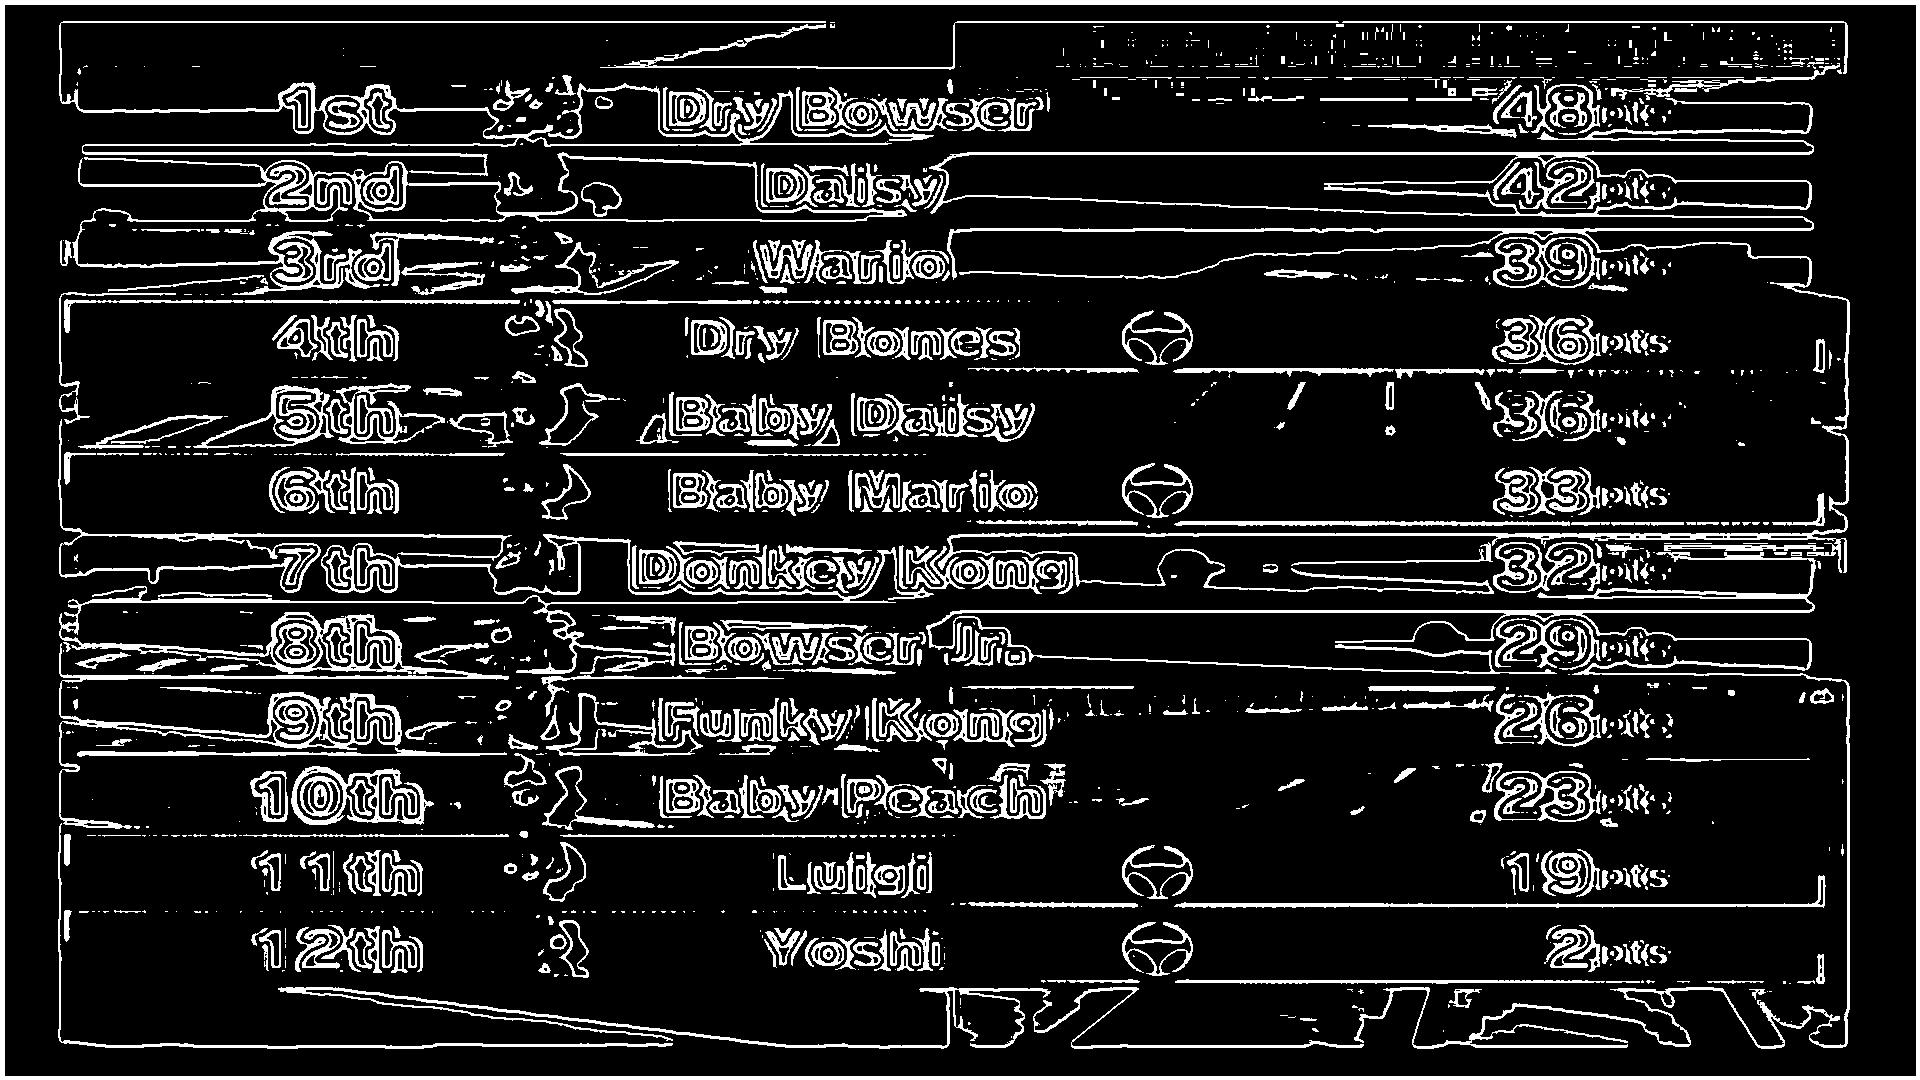 1st Dry Bowser 48pts
2nd Daisy 42pts
3rd Wario 39pts
4th Dry Bones 36pts
5th Baby Daisy 36pts
6th Baby Mario 33pts
7th Donkey Kong 32pts
8th Bowser Jr. 29pts
9th Funky Kong 26pts
10th Baby Peach 23pts
11th Luigi 19pts
12th Yoshi 2pts